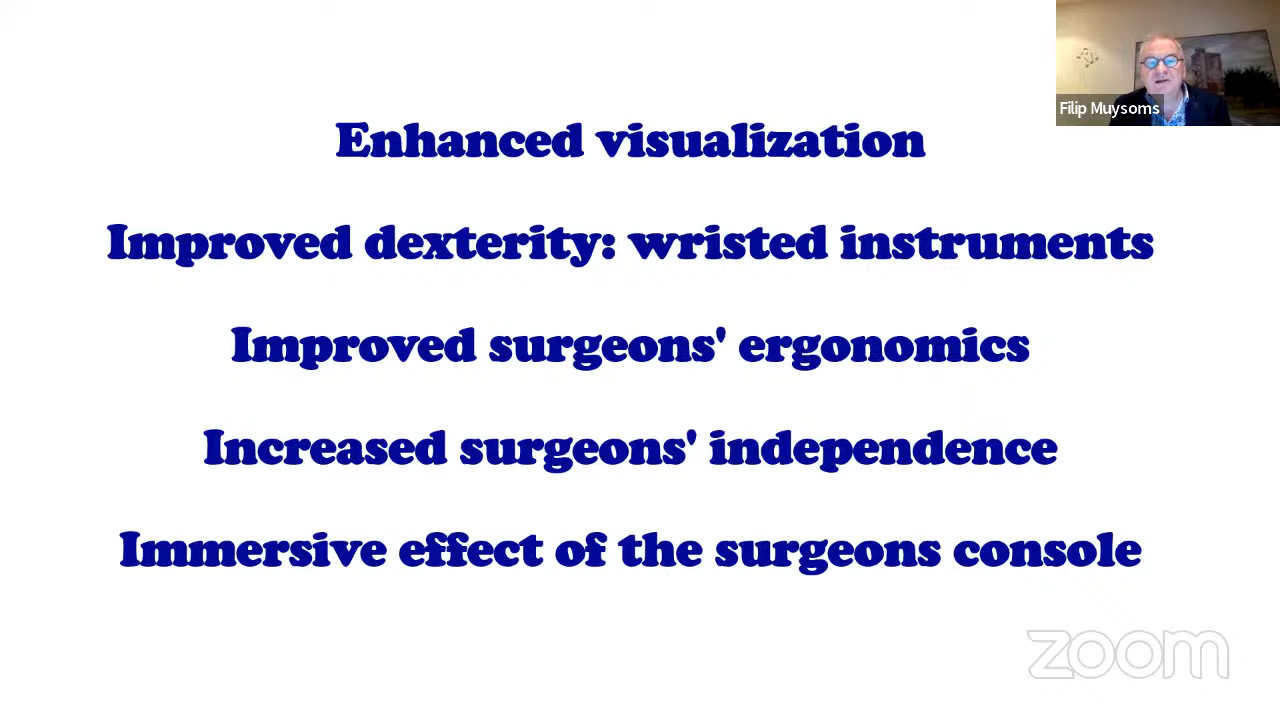 Filip Muysoms
Enhanced visualization
Improved dexterity: wristed instruments
Improved surgeons' ergonomics
Increased surgeons' independence
Immersive effect of the surgeons console
zoom